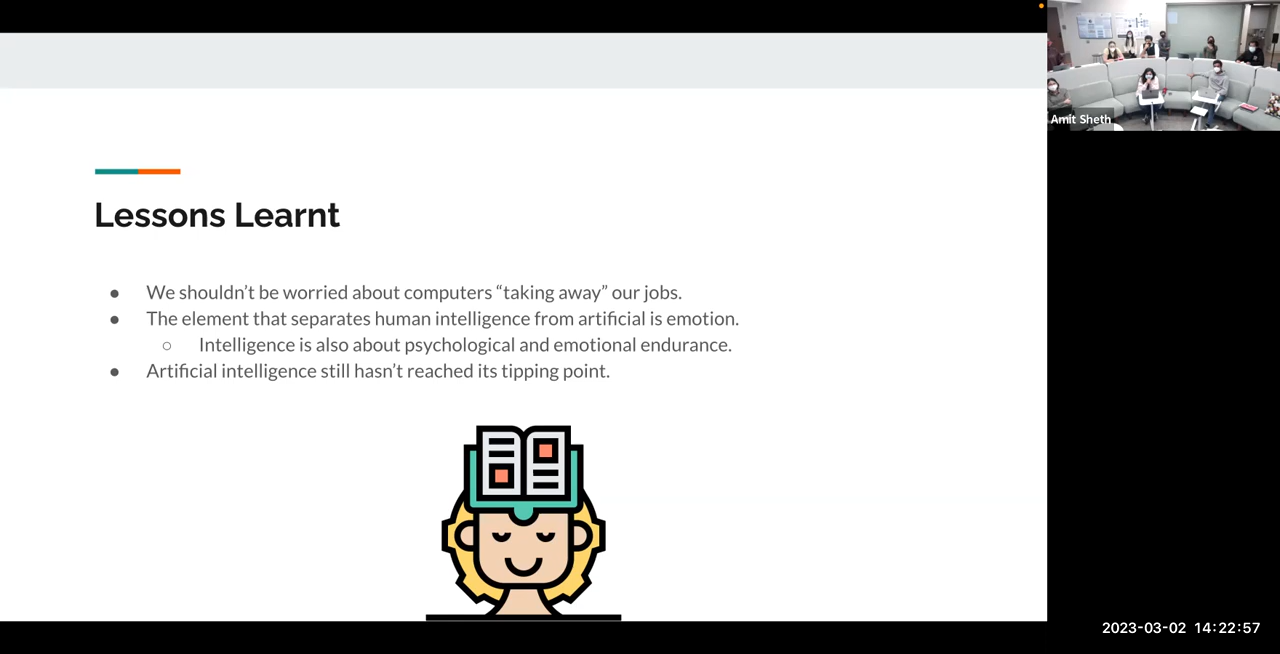 Amit Sheth
Lessons Learnt
● We shouldn’t be worried about computers “taking away” our jobs.
● The element that separates human intelligence from artificial is emotion.
○ Intelligence is also about psychological and emotional endurance.
● Artificial intelligence still hasn’t reached its tipping point.
2023-03-02 14:22:57